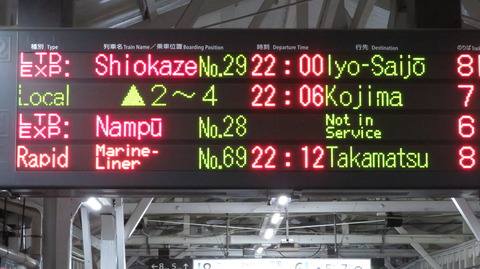 種別 Type 列車名 Train Name／乗車位置 Boarding Position 時刻 Departure Time 行先 Destination のりば Track
LTD EXP: Shiokaze No.29 22:00 Iyo-Saijō 8
Local ▲2～4 22:06 Kojima 7
LTD EXP: Nampū No.28 Not in Service 6
Rapid Marine-Liner No.69 22:12 Takamatsu 8
←8.5↑